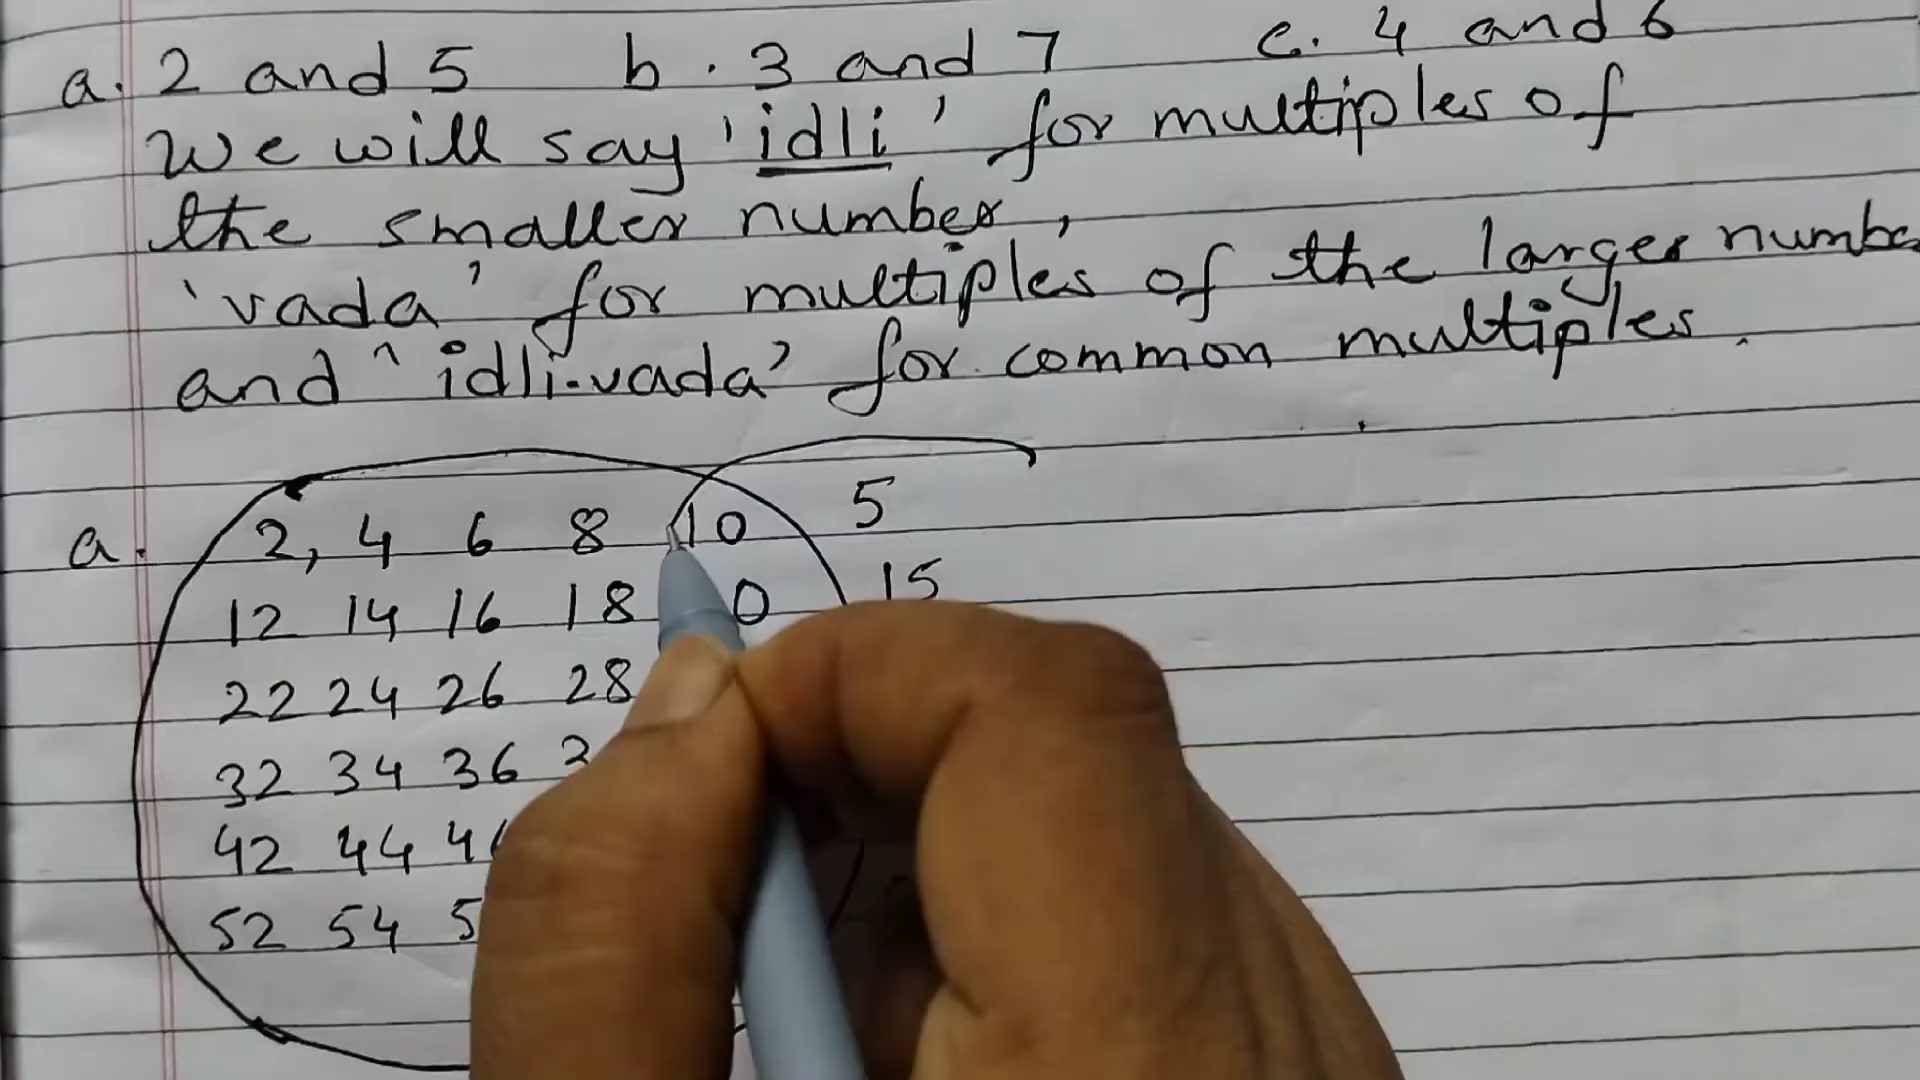 a. 2 and 5 b. 3 and 7 c. 4 and 6
We will say 'idli' for multiples of
the smaller number,
'vada' for multiples of the larger
and 'idli-vada' for common multiples.
a. 2, 4 6 8 10 5
12 14 16 18 15
22 24 26 28
32 34 36
42 44
52 54